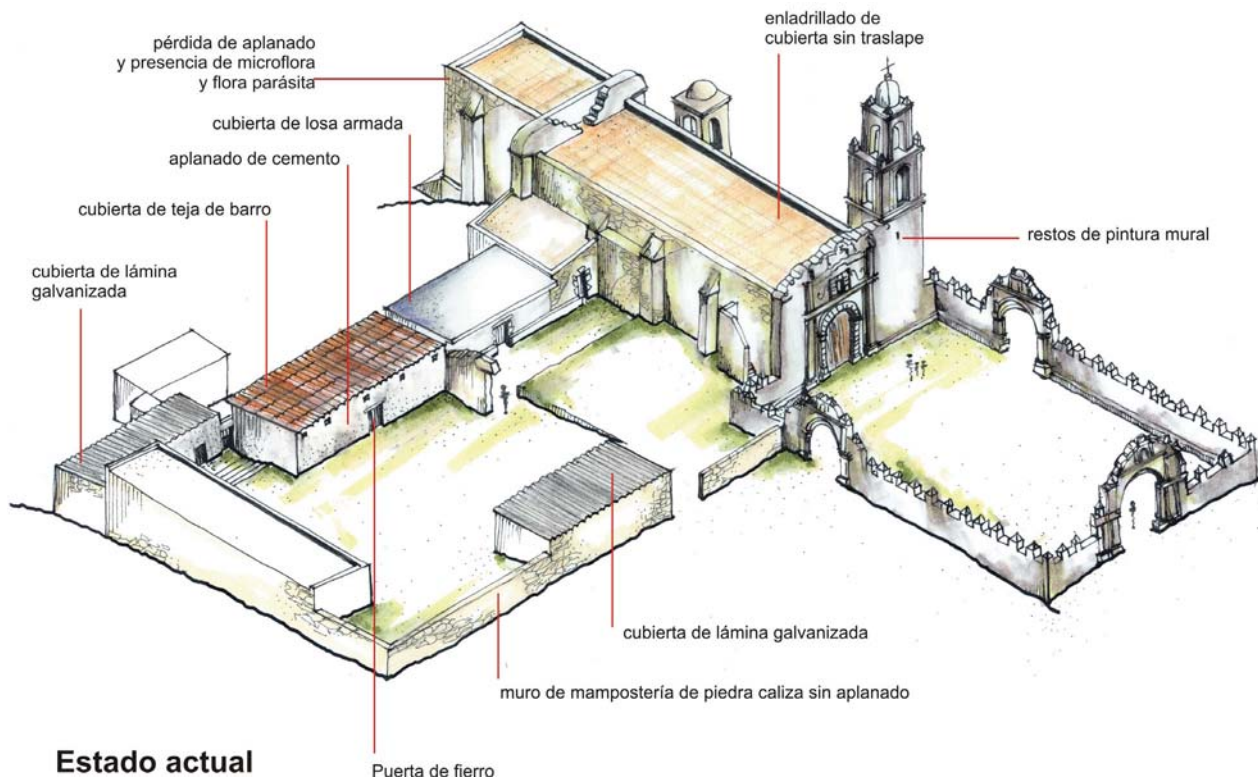 enladrillado de
cubierta sin traslape
pérdida de aplanado
y presencia de microflora
y flora parásita
cubierta de losa armada
aplanado de cemento
cubierta de teja de barro
restos de pintura mural
cubierta de lámina
galvanizada
cubierta de lámina galvanizada
muro de mampostería de piedra caliza sin aplanado
Estado actual
Puerta de fierro